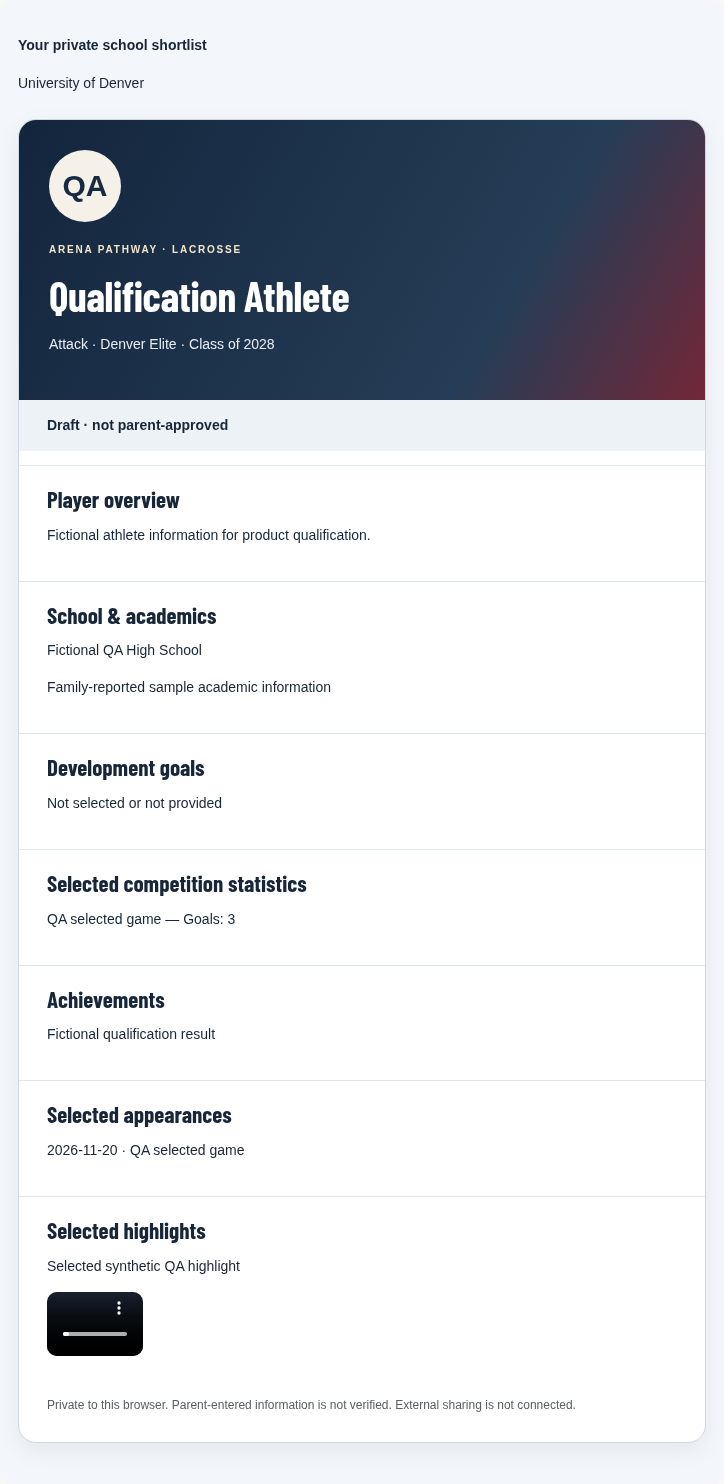 Your private school shortlist
University of Denver
QA
ARENA PATHWAY · LACROSSE
Qualification Athlete
Attack · Denver Elite · Class of 2028
Draft · not parent-approved
Player overview
Fictional athlete information for product qualification.
School & academics
Fictional QA High School
Family-reported sample academic information
Development goals
Not selected or not provided
Selected competition statistics
QA selected game — Goals: 3
Achievements
Fictional qualification result
Selected appearances
2026-11-20 · QA selected game
Selected highlights
Selected synthetic QA highlight
Private to this browser. Parent-entered information is not verified. External sharing is not connected.